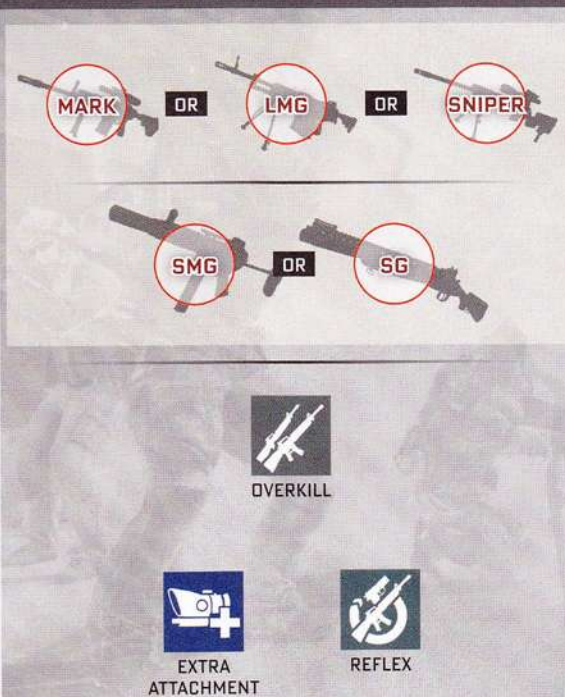 MARK OR LMG OR SNIPER
SMG OR SG
OVERKILL
EXTRA
ATTACHMENT
REFLEX